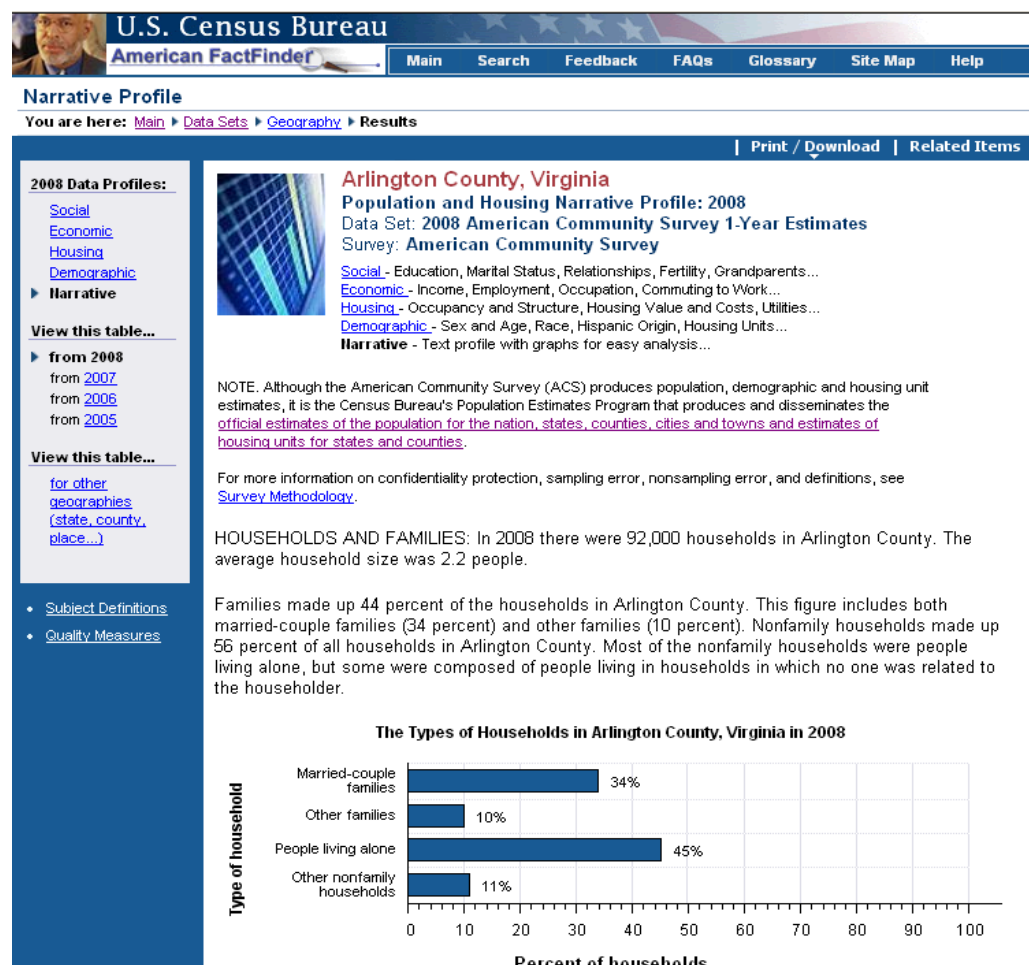 U.S. Census Bureau
American FactFinder
Main Search Feedback FAQs Glossary Site Map Help
Narrative Profile
You are here: Main Data Sets Geography Results
| Print / Download | Related Items
2008 Data Profiles:
Social
Economic
Housing
Demographic
Narrative
View this table...
from 2008
from 2007
from 2006
from 2005
View this table...
for other
geographies
(state, county,
place...)
• Subject Definitions
• Quality Measures
Arlington County, Virginia
Population and Housing Narrative Profile: 2008
Data Set: 2008 American Community Survey 1-Year Estimates
Survey: American Community Survey
Social - Education, Marital Status, Relationships, Fertility, Grandparents...
Economic - Income, Employment, Occupation, Commuting to Work...
Housing - Occupancy and Structure, Housing Value and Costs, Utilities...
Demographic - Sex and Age, Race, Hispanic Origin, Housing Units...
Narrative - Text profile with graphs for easy analysis...
NOTE. Although the American Community Survey (ACS) produces population, demographic and housing unit
estimates, it is the Census Bureau's Population Estimates Program that produces and disseminates the
official estimates of the population for the nation, states, counties, cities and towns and estimates of
housing units for states and counties.
For more information on confidentiality protection, sampling error, nonsampling error, and definitions, see
Survey Methodology.
HOUSEHOLDS AND FAMILIES: In 2008 there were 92,000 households in Arlington County. The
average household size was 2.2 people.
Families made up 44 percent of the households in Arlington County. This figure includes both
married-couple families (34 percent) and other families (10 percent). Nonfamily households made up
56 percent of all households in Arlington County. Most of the nonfamily households were people
living alone, but some were composed of people living in households in which no one was related to
the householder.
The Types of Households in Arlington County, Virginia in 2008
Type of household
Married-couple
families
34%
Other families
10%
People living alone
45%
Other nonfamily
households
11%
0 10 20 30 40 50 60 70 80 90 100
Percent of households